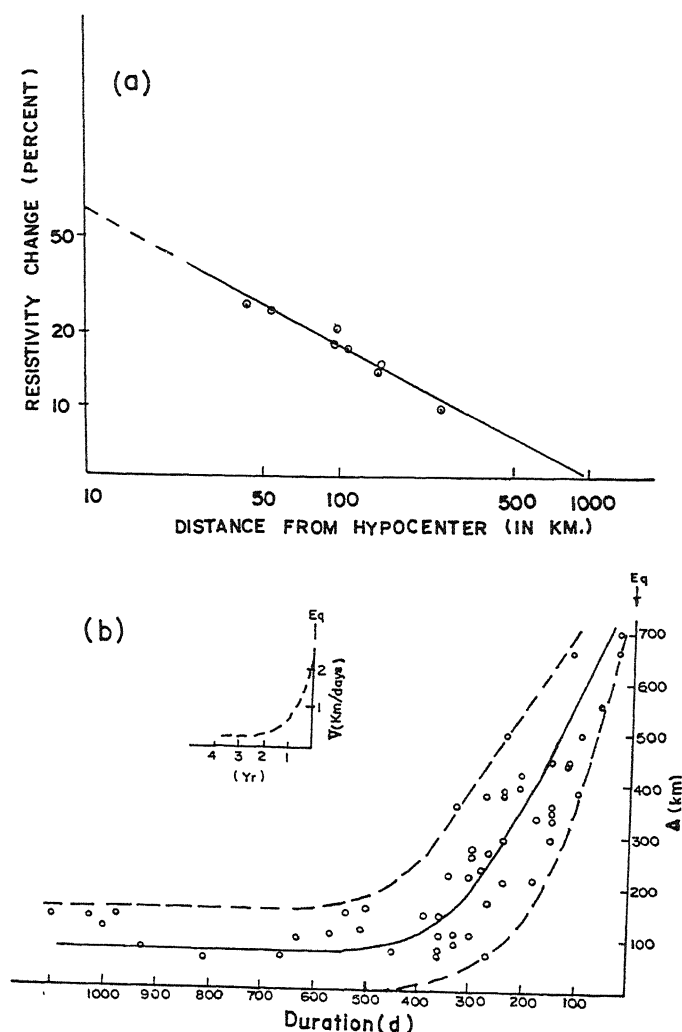 (a)
RESISTIVITY CHANGE (PERCENT)
50
20
10
10 50 100 500 1000
DISTANCE FROM HYPOCENTER (IN KM.)
(b)
Eq
2
1
V̄(Km/days)
4 3 2 1
(Yr)
Eq
700
600
500
400
300
200
100
Δ (km)
1000 900 800 700 600 500 400 300 200 100
Duration(d)